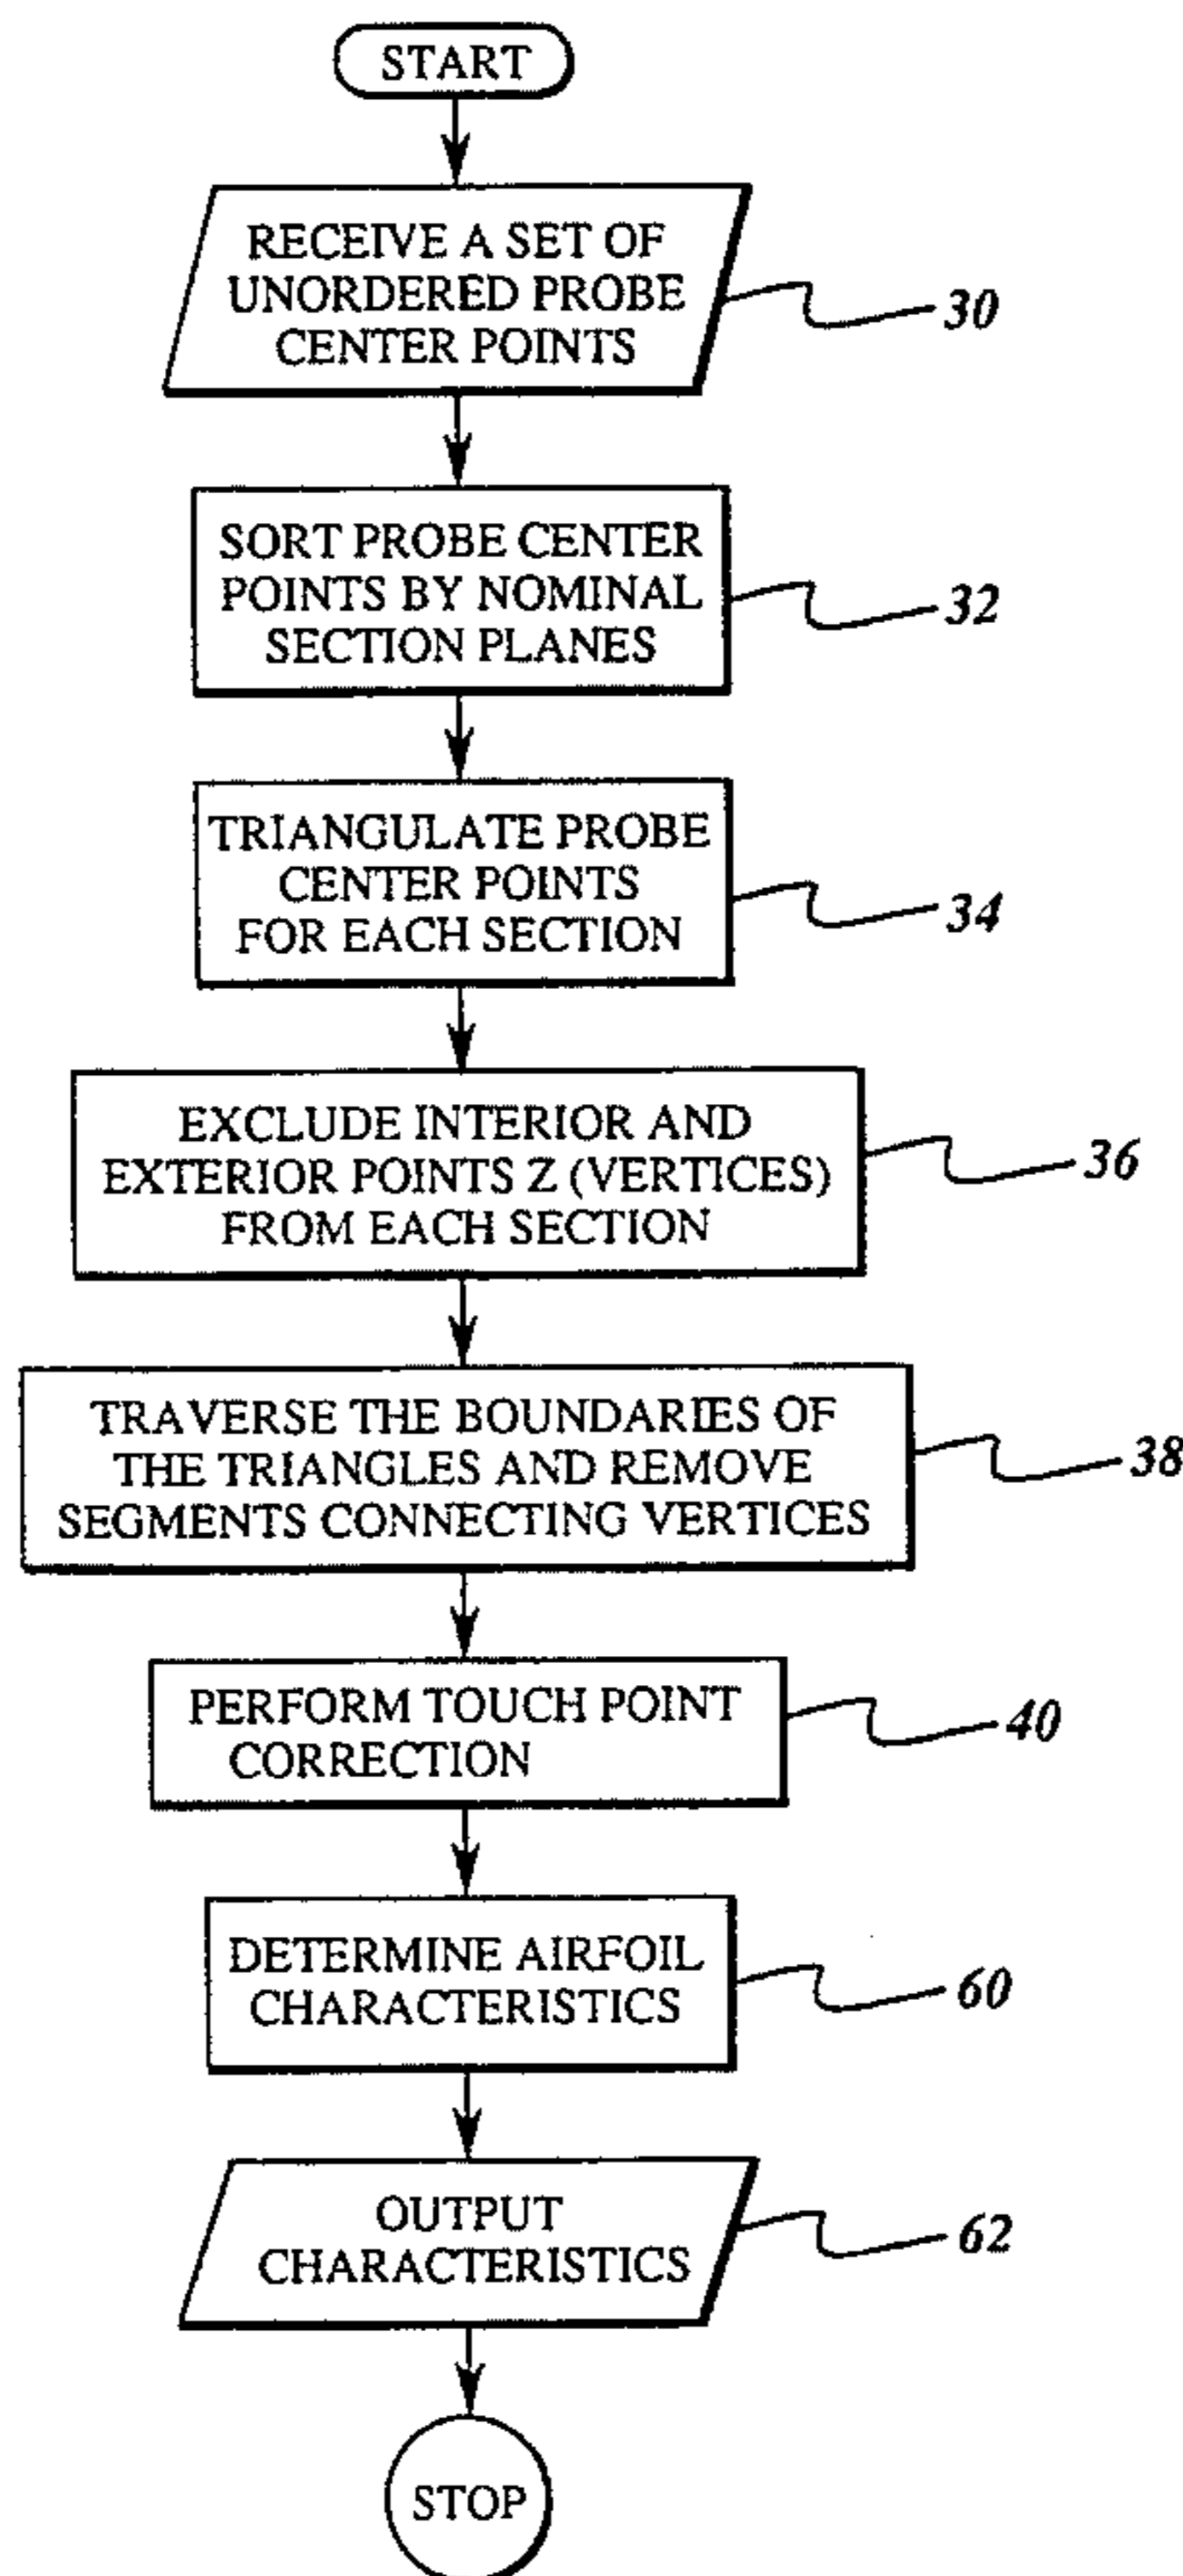 START
RECEIVE A SET OF
UNORDERED PROBE
CENTER POINTS
30
SORT PROBE CENTER
POINTS BY NOMINAL
SECTION PLANES
32
TRIANGULATE PROBE
CENTER POINTS
FOR EACH SECTION
34
EXCLUDE INTERIOR AND
EXTERIOR POINTS Z (VERTICES)
FROM EACH SECTION
36
TRAVERSE THE BOUNDARIES OF
THE TRIANGLES AND REMOVE
SEGMENTS CONNECTING VERTICES
38
PERFORM TOUCH POINT
CORRECTION
40
DETERMINE AIRFOIL
CHARACTERISTICS
60
OUTPUT
CHARACTERISTICS
62
STOP